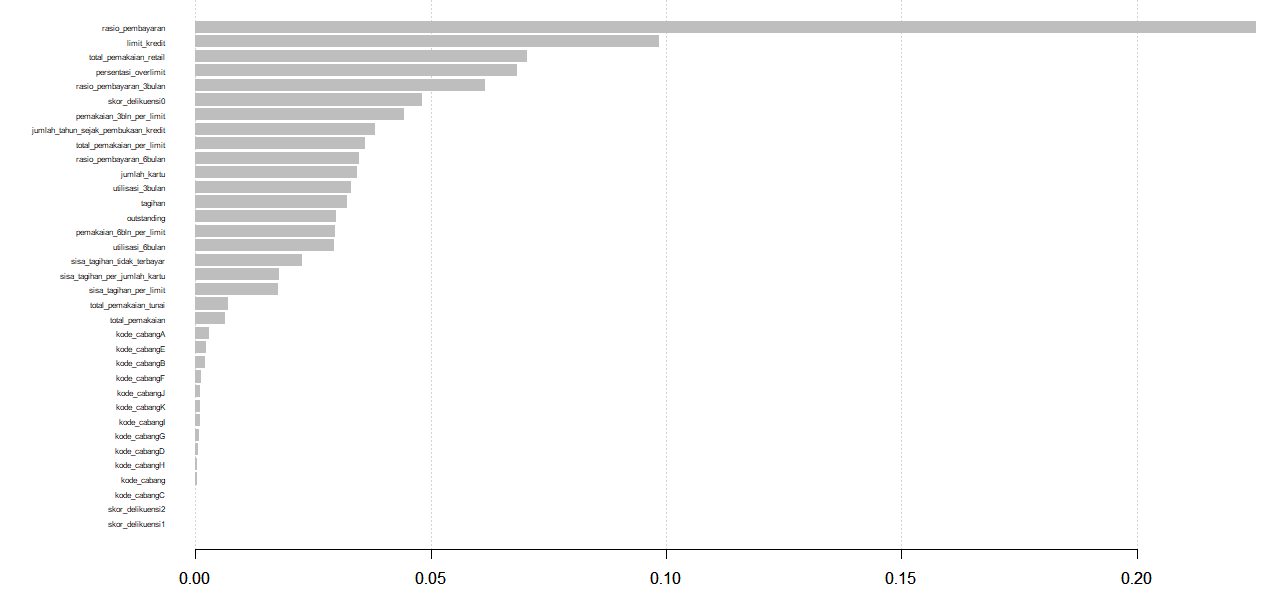 rasio_pembayaran
limit_kredit
total_pemakaian_retail
persentasi_overlimit
rasio_pembayaran_3bulan
skor_delikuensi0
pemakaian_3bln_per_limit
jumlah_tahun_sejak_pembukaan_kredit
total_pemakaian_per_limit
rasio_pembayaran_6bulan
jumlah_kartu
utilisasi_3bulan
tagihan
outstanding
pemakaian_6bln_per_limit
utilisasi_6bulan
sisa_tagihan_tidak_terbayar
sisa_tagihan_per_jumlah_kartu
sisa_tagihan_per_limit
total_pemakaian_tunai
total_pemakaian
kode_cabangA
kode_cabangE
kode_cabangB
kode_cabangF
kode_cabangJ
kode_cabangK
kode_cabangI
kode_cabangG
kode_cabangD
kode_cabangH
kode_cabang
kode_cabangC
skor_delikuensi2
skor_delikuensi1
0.00 0.05 0.10 0.15 0.20